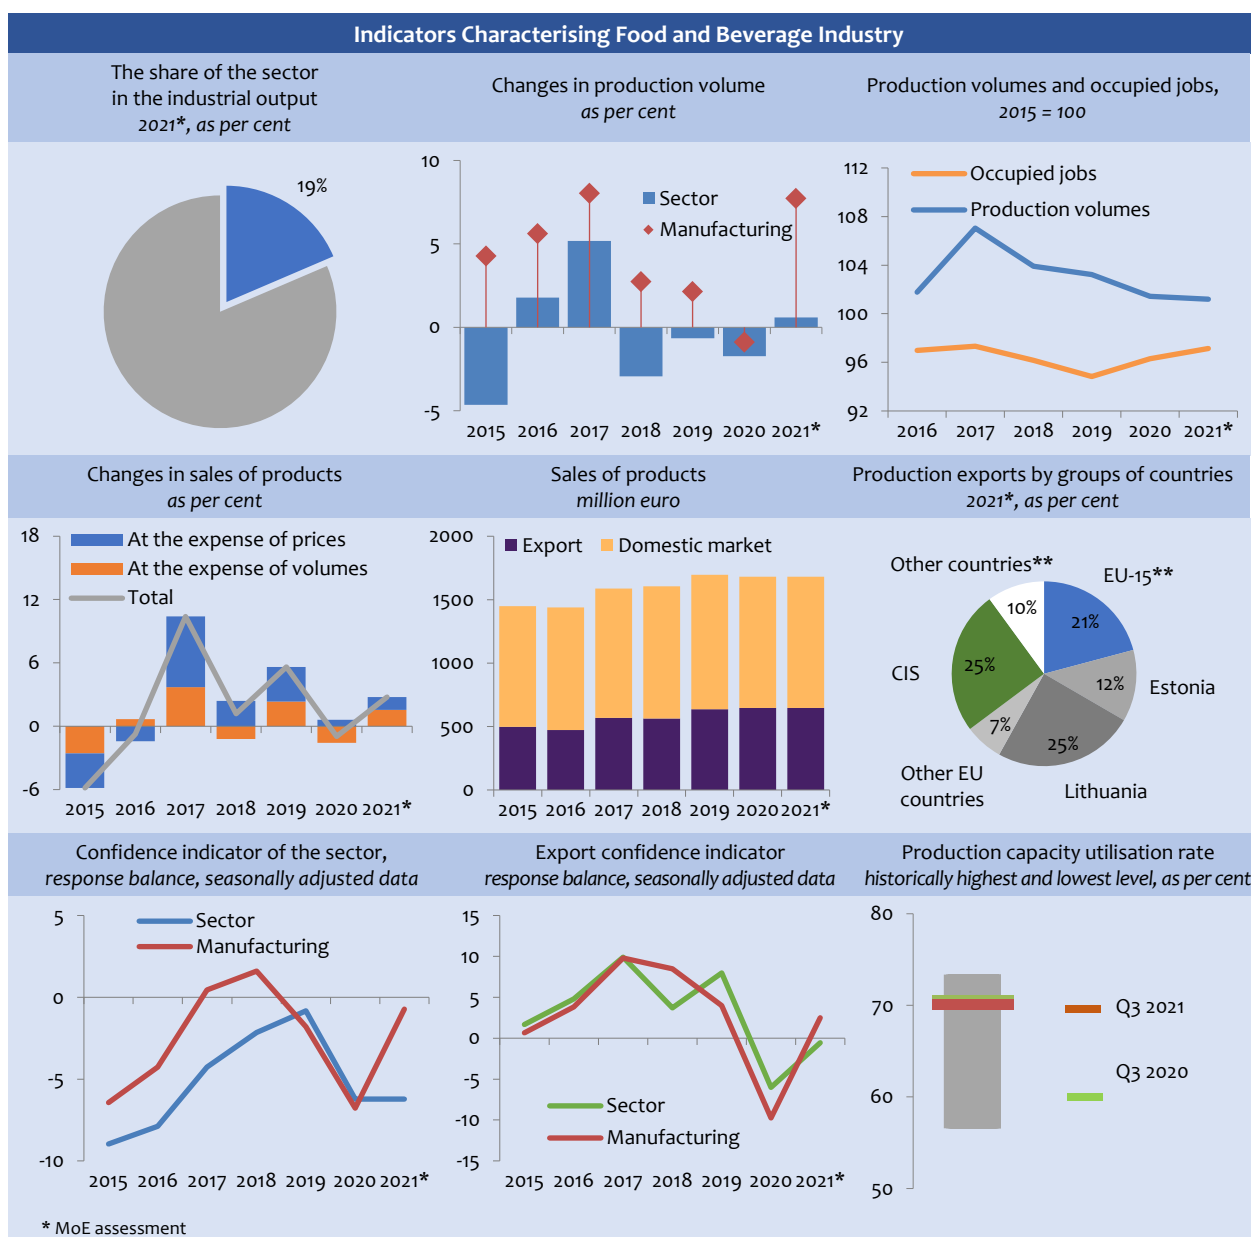 Indicators Characterising Food and Beverage Industry
The share of the sector
in the industrial output
2021*, as per cent
19%
Changes in production volume
as per cent
10
5
0
-5
Sector
Manufacturing
2015 2016 2017 2018 2019 2020 2021*
Production volumes and occupied jobs,
2015 = 100
112
108
104
100
96
92
Occupied jobs
Production volumes
2016 2017 2018 2019 2020 2021*
Changes in sales of products
as per cent
18
12
6
0
-6
At the expense of prices
At the expense of volumes
Total
2015 2016 2017 2018 2019 2020 2021*
Sales of products
million euro
2000
1500
1000
500
0
Export Domestic market
2015 2016 2017 2018 2019 2020 2021*
Production exports by groups of countries
2021*, as per cent
Other countries**
EU-15**
10%
21%
25%
CIS
12%
Estonia
7%
25%
Other EU
countries
Lithuania
Confidence indicator of the sector,
response balance, seasonally adjusted data
5
0
-5
-10
Sector
Manufacturing
2015 2016 2017 2018 2019 2020 2021*
Export confidence indicator
response balance, seasonally adjusted data
15
10
5
0
-5
-10
-15
Sector
Manufacturing
2015 2016 2017 2018 2019 2020 2021*
Production capacity utilisation rate
historically highest and lowest level, as per cent
80
70
60
50
Q3 2021
Q3 2020
* MoE assessment